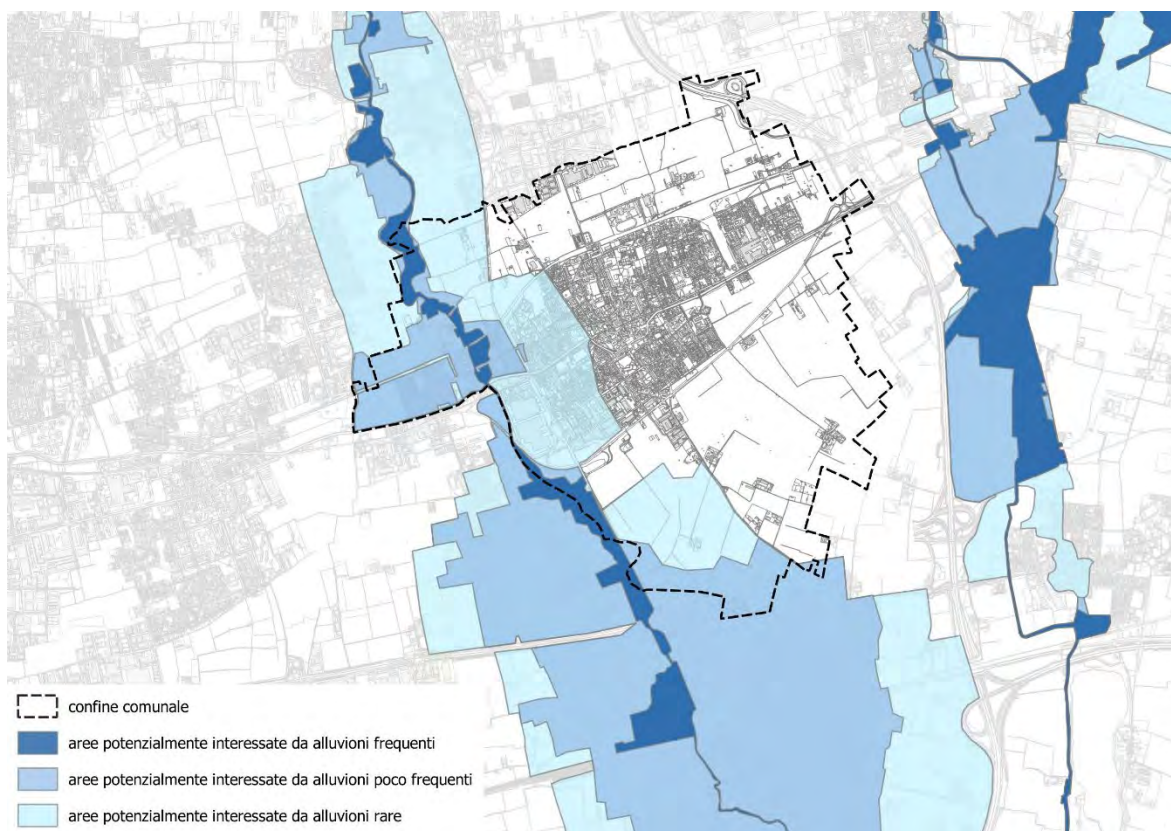 confine comunale
aree potenzialmente interessate da alluvioni frequenti
aree potenzialmente interessate da alluvioni poco frequenti
aree potenzialmente interessate da alluvioni rare